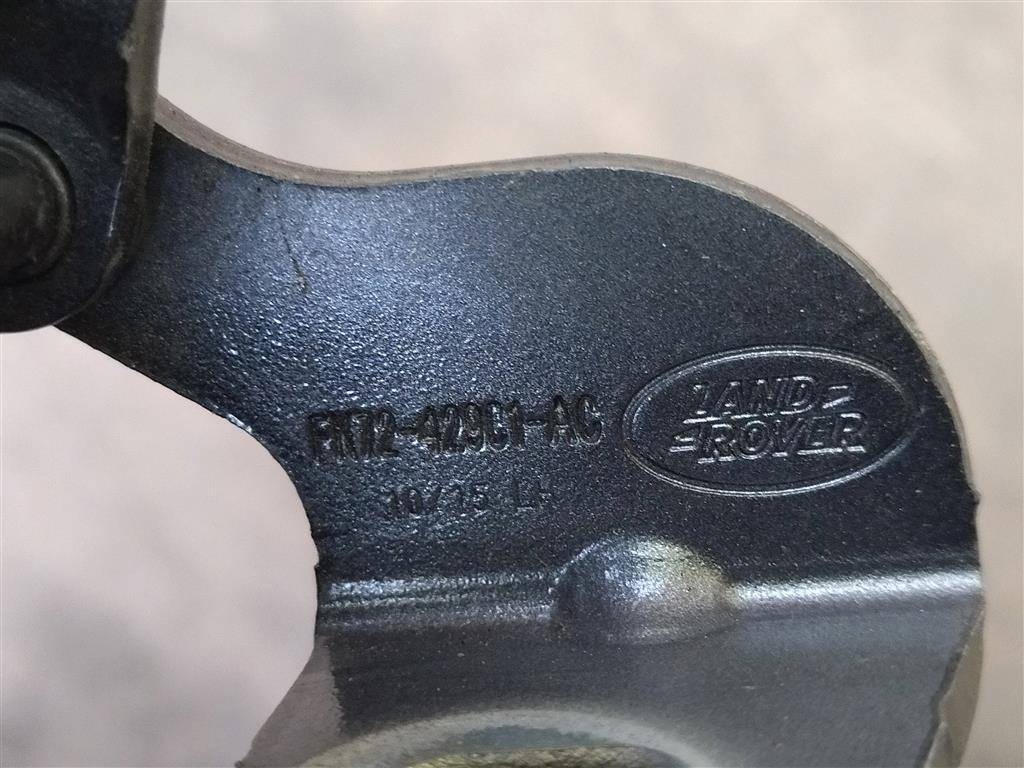 FK72-429C1-AC
LAND
ROVER
10/15 LH